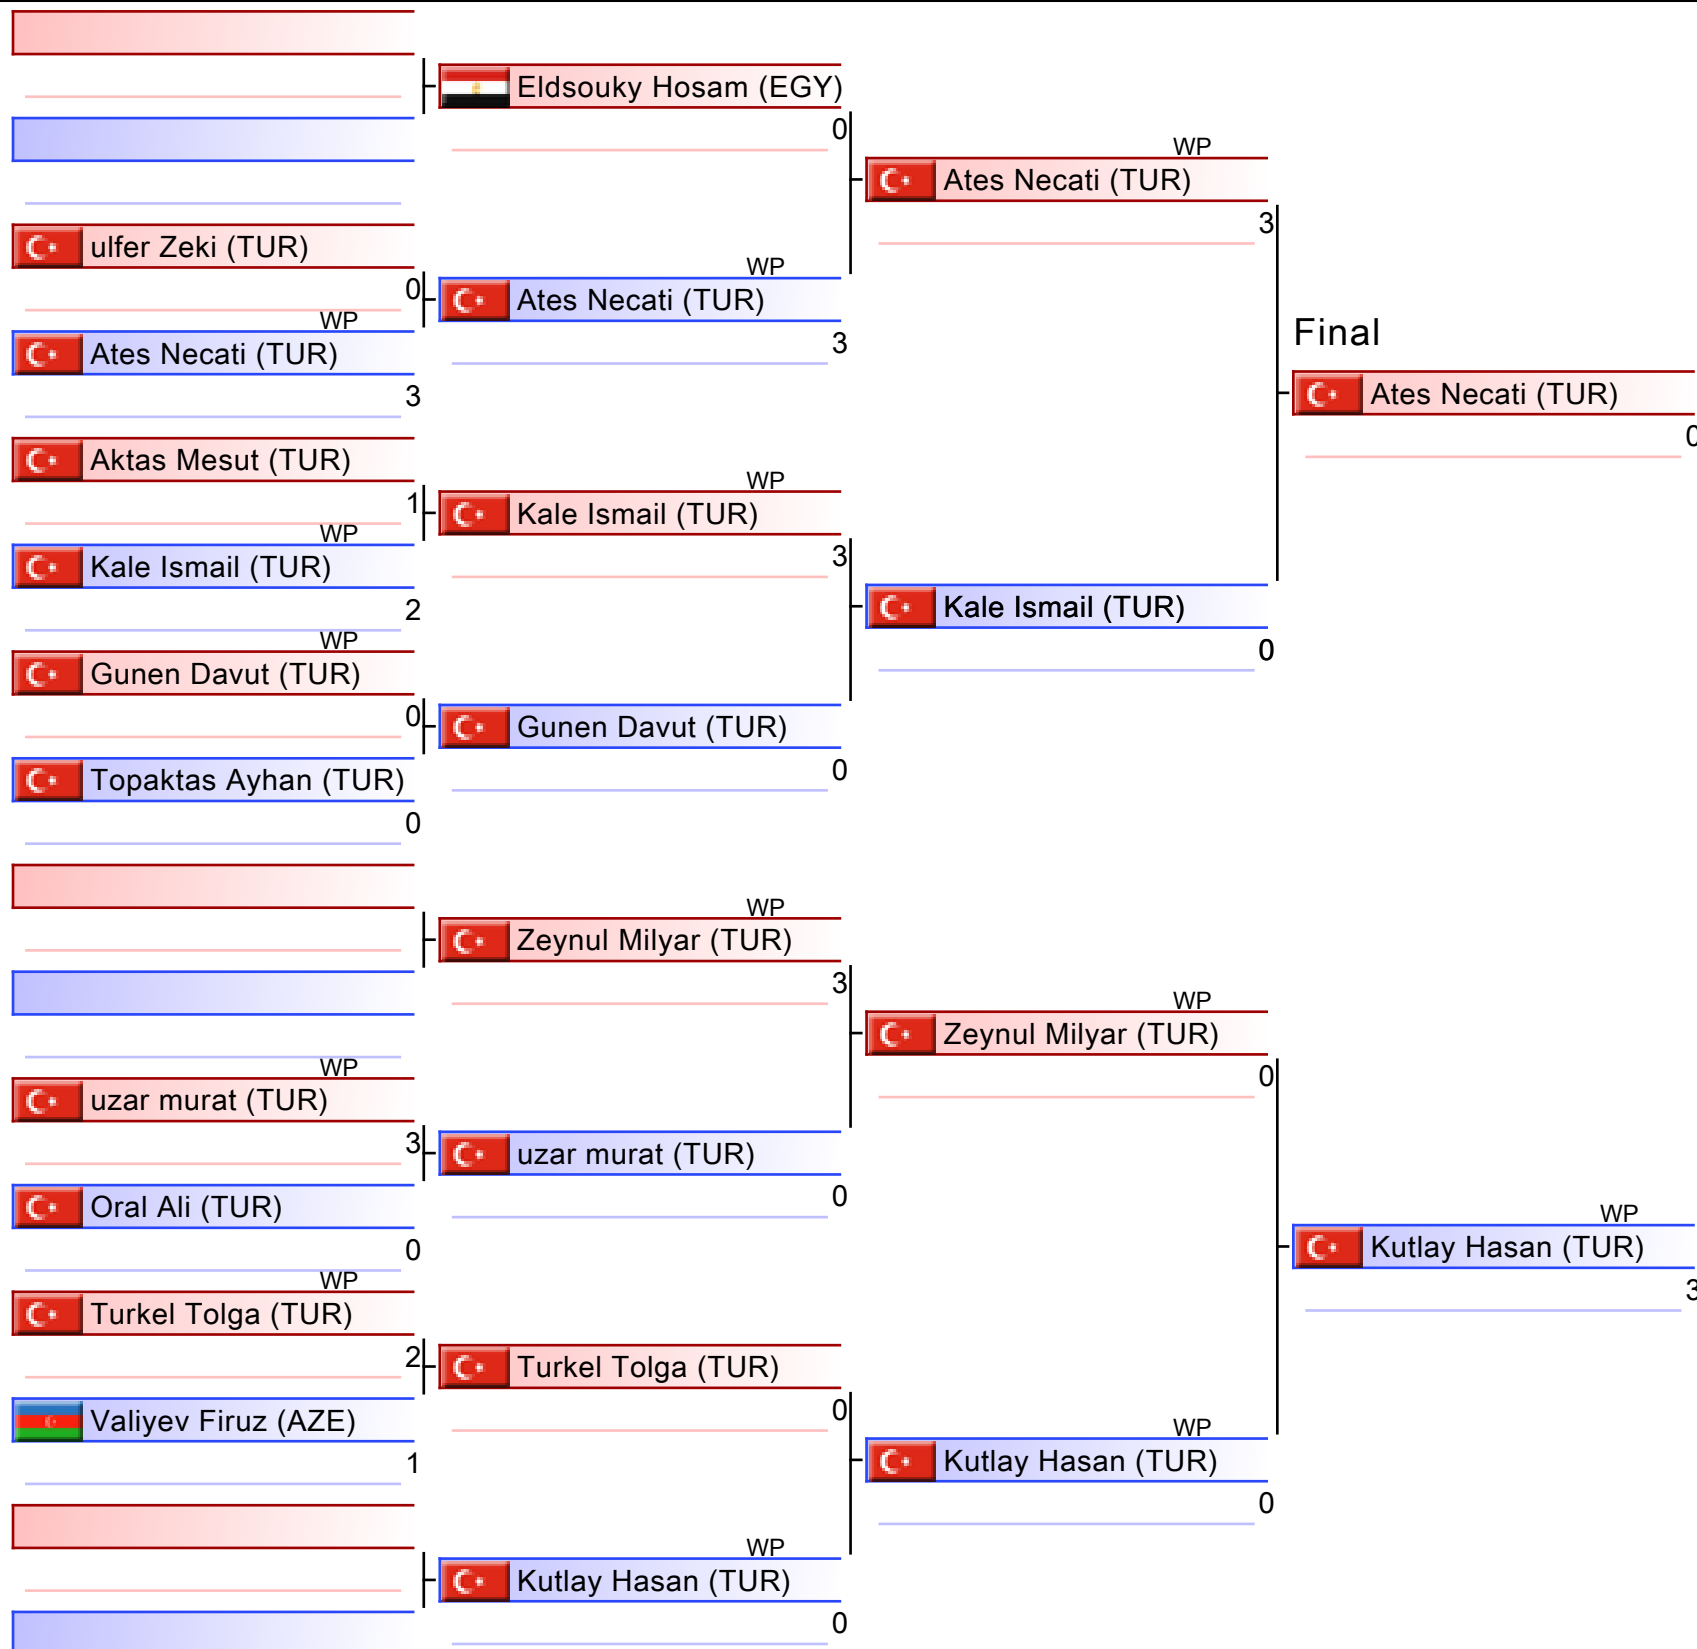 Eldsouky Hosam (EGY)
0
WP
Ates Necati (TUR)
3
ulfer Zeki (TUR)
0
WP
Ates Necati (TUR)
3
WP
Ates Necati (TUR)
3
Final
Ates Necati (TUR)
0
Aktas Mesut (TUR)
1
WP
Kale Ismail (TUR)
2
WP
Kale Ismail (TUR)
3
Kale Ismail (TUR)
0
WP
Gunen Davut (TUR)
0
Topaktas Ayhan (TUR)
0
Gunen Davut (TUR)
0
WP
Zeynul Milyar (TUR)
3
WP
Zeynul Milyar (TUR)
0
WP
uzar murat (TUR)
3
Oral Ali (TUR)
0
uzar murat (TUR)
0
WP
Kutlay Hasan (TUR)
3
WP
Turkel Tolga (TUR)
2
Valiyev Firuz (AZE)
1
Turkel Tolga (TUR)
0
WP
Kutlay Hasan (TUR)
0
WP
Kutlay Hasan (TUR)
0